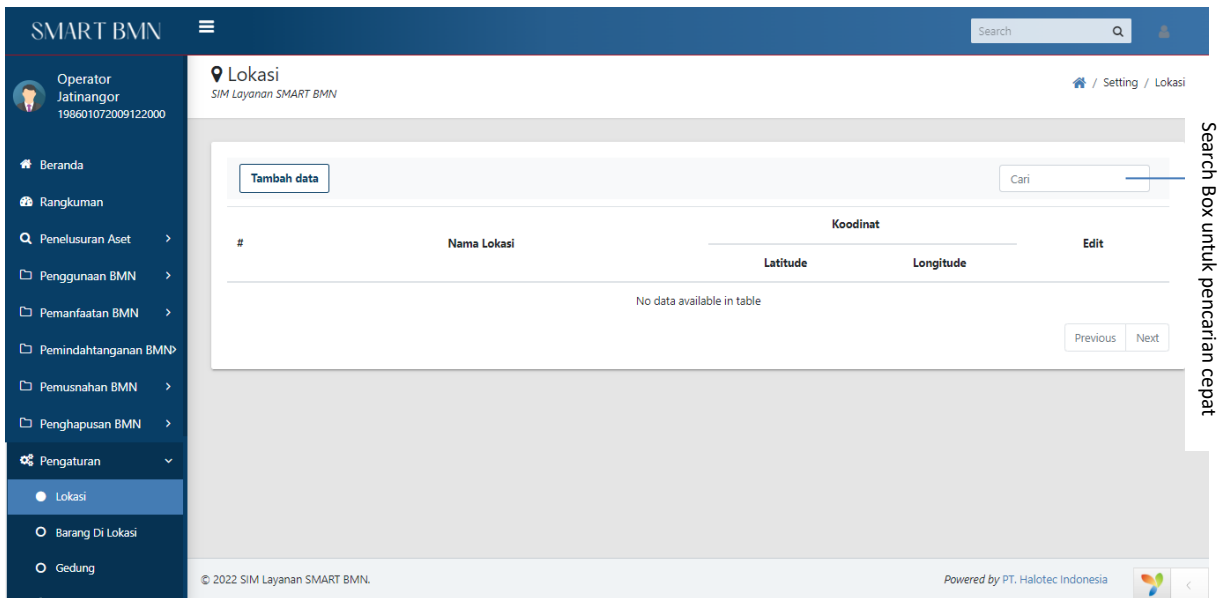 SMART BMN
Search
Operator
Jatinangor
198601072009122000
Lokasi
SIM Layanan SMART BMN
/ Setting / Lokasi
Beranda
Rangkuman
Penelusuran Aset
Penggunaan BMN
Pemanfaatan BMN
Pemindahtanganan BMN
Pemusnahan BMN
Penghapusan BMN
Pengaturan
Lokasi
Barang Di Lokasi
Gedung
Tambah data
Cari
# Nama Lokasi Koodinat Edit
Latitude Longitude
No data available in table
Previous Next
Search Box untuk pencarian cepat
© 2022 SIM Layanan SMART BMN.
Powered by PT. Halotec Indonesia